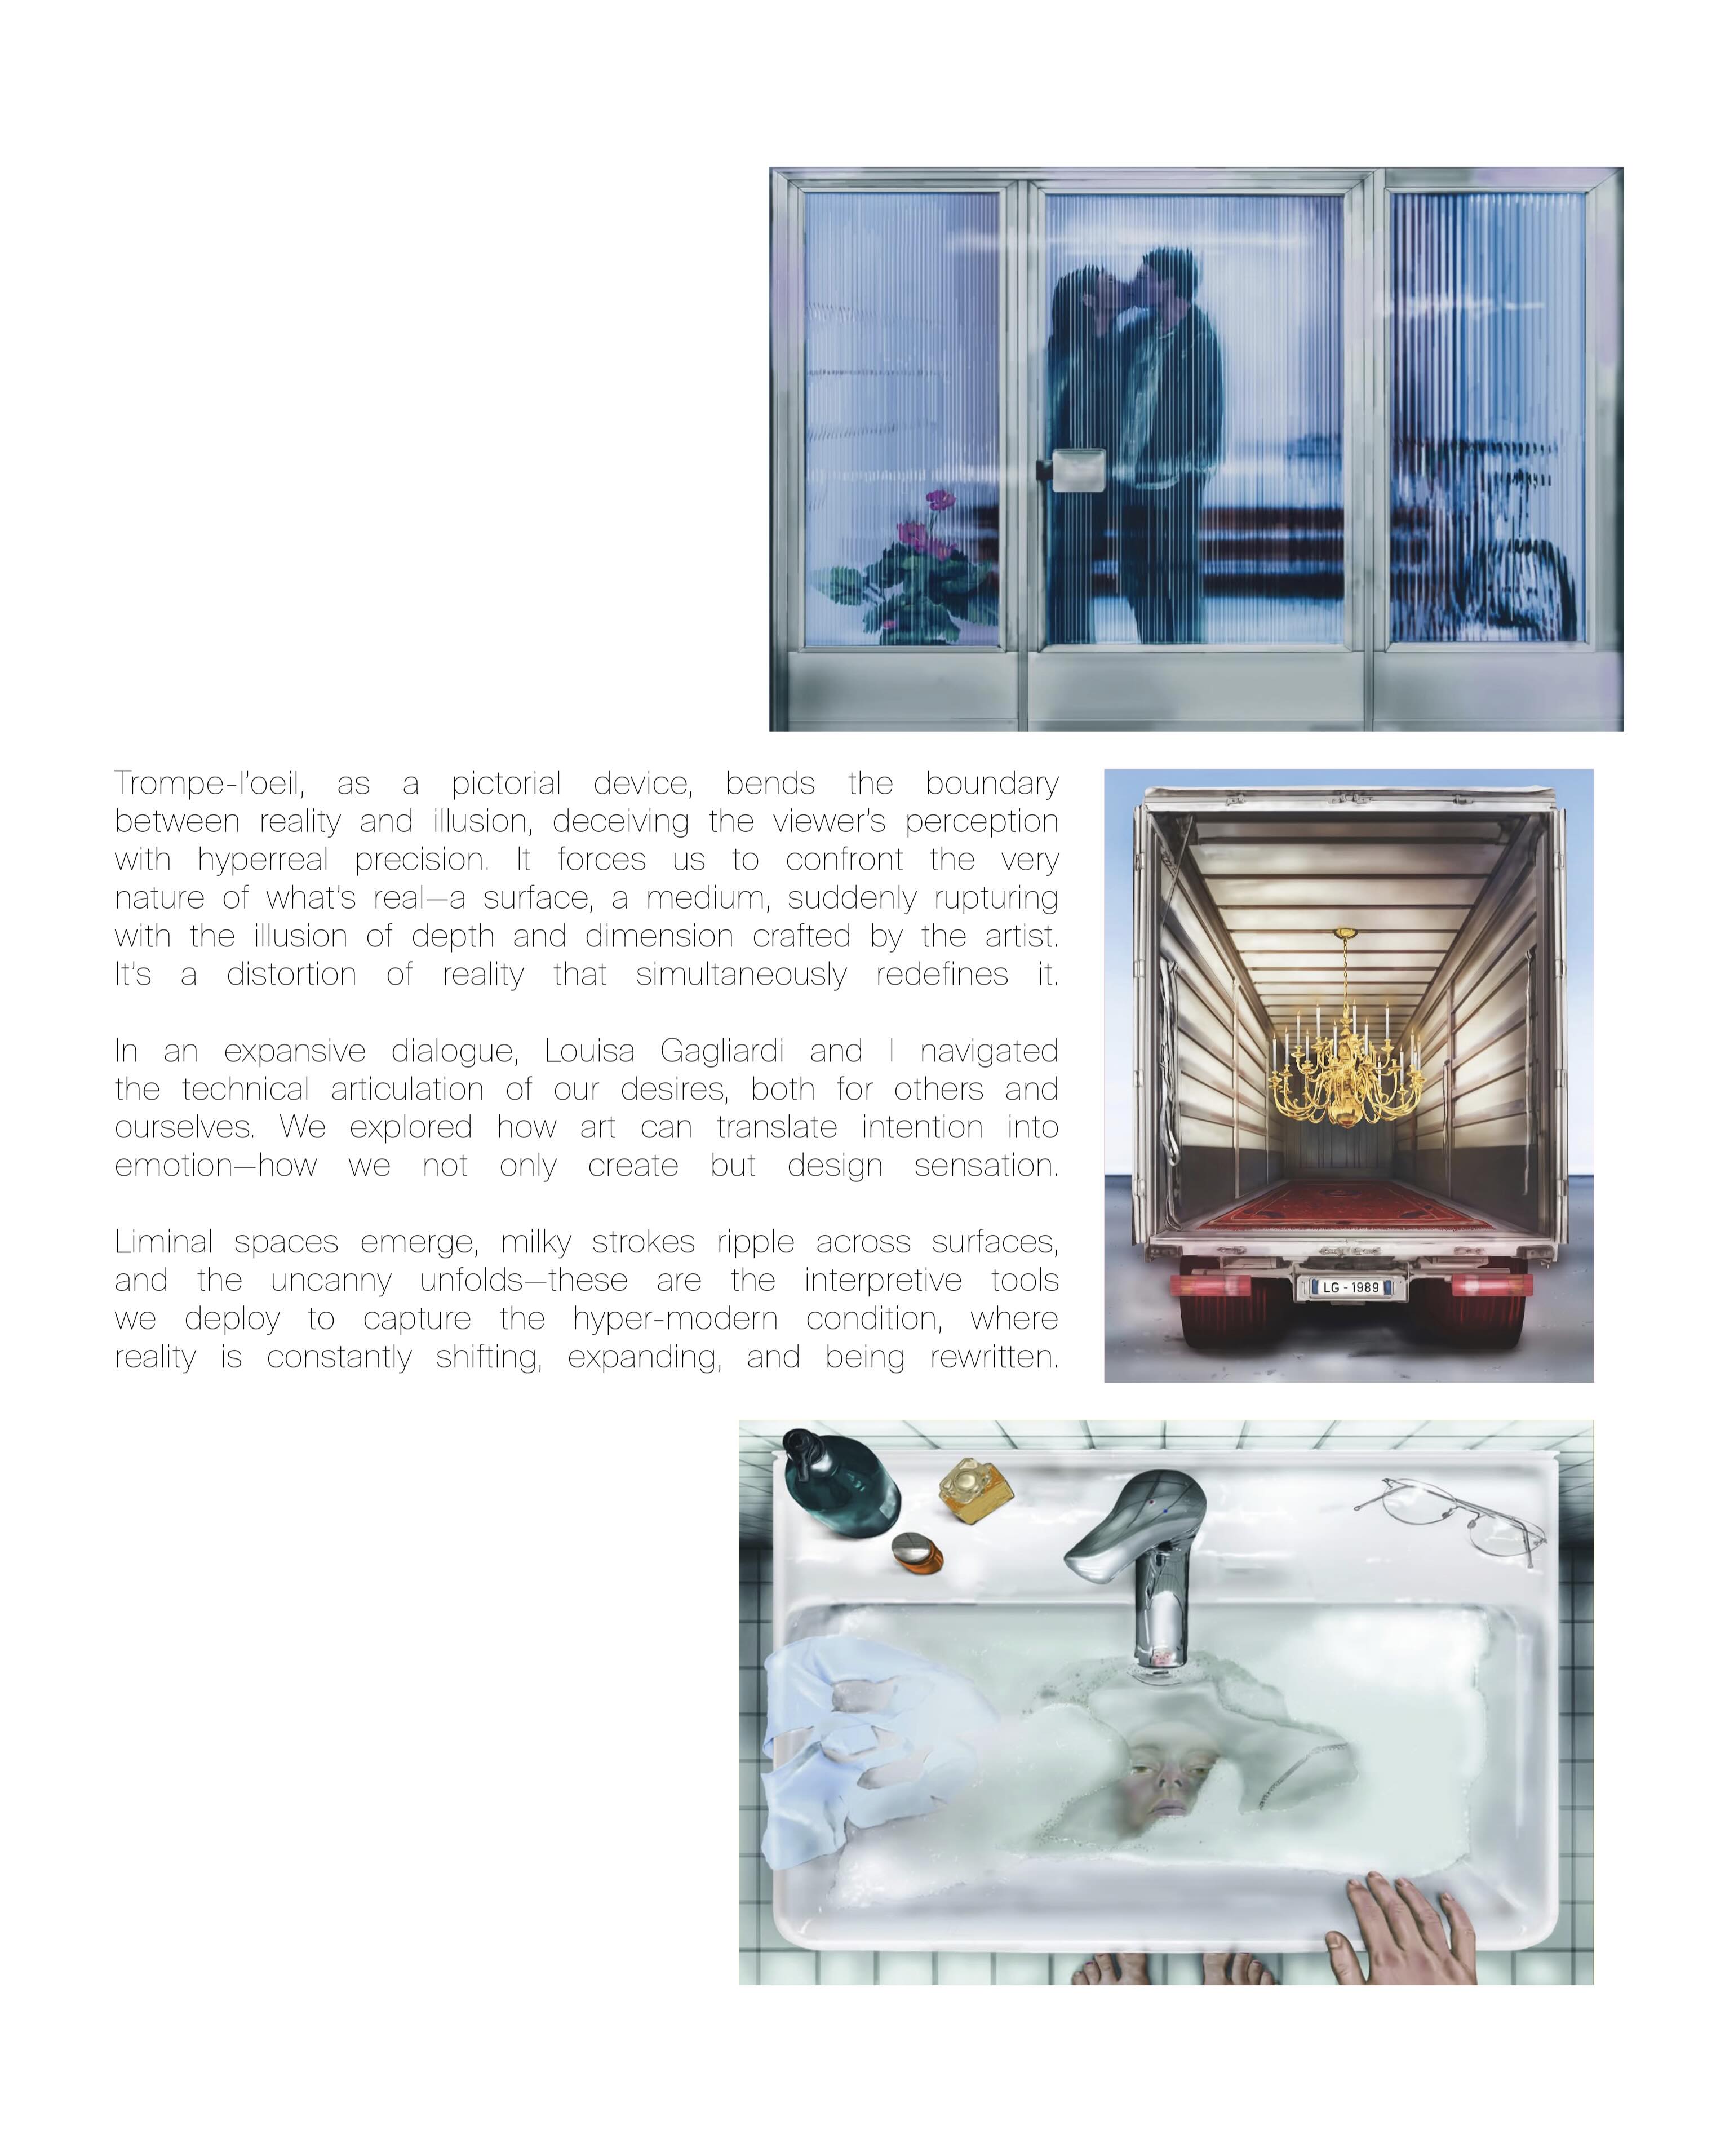 Trompe-l'oeil, as a pictorial device, bends the boundary
between reality and illusion, deceiving the viewer's perception
with hyperreal precision. It forces us to confront the very
nature of what's real—a surface, a medium, suddenly rupturing
with the illusion of depth and dimension crafted by the artist.
It's a distortion of reality that simultaneously redefines it.
In an expansive dialogue, Louisa Gagliardi and I navigated
the technical articulation of our desires, both for others and
ourselves. We explored how art can translate intention into
emotion—how we not only create but design sensation.
Liminal spaces emerge, milky strokes ripple across surfaces,
and the uncanny unfolds—these are the interpretive tools
we deploy to capture the hyper-modern condition, where
reality is constantly shifting, expanding, and being rewritten.
LG - 1989